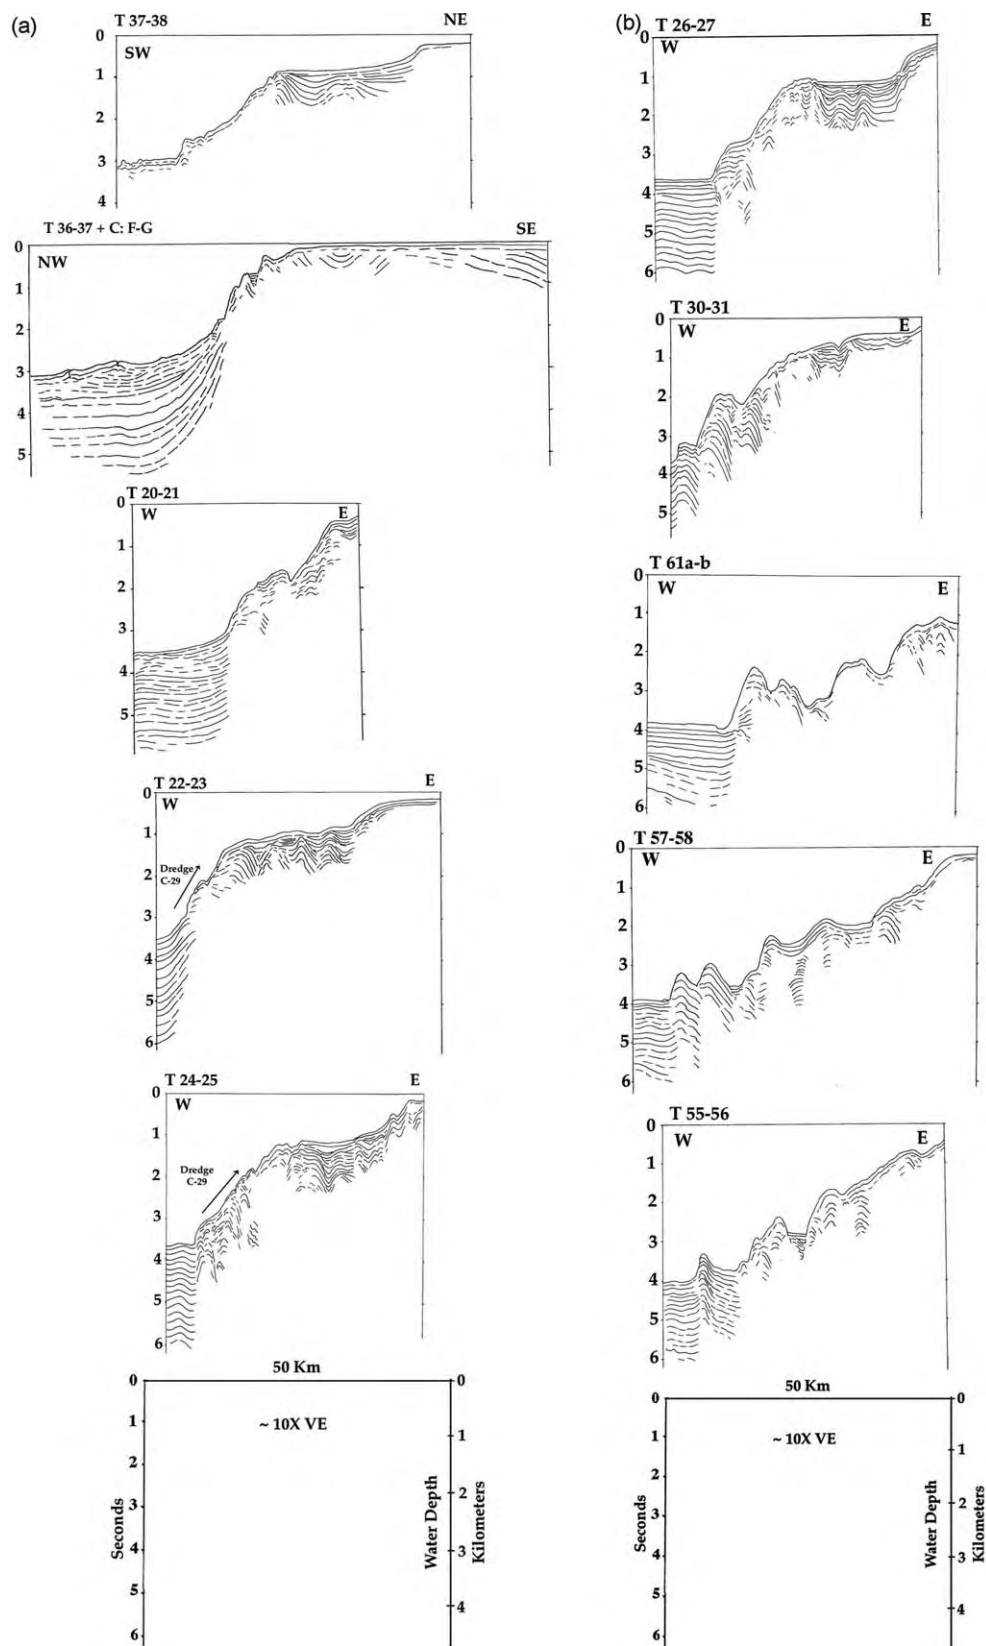 (a)
T 37-38
NE
SW
0
1
2
3
4
T 36-37 + C: F-G
SE
NW
0
1
2
3
4
5
T 20-21
W
E
0
1
2
3
4
5
T 22-23
E
W
0
1
2
3
4
5
6
Dredge
C-29
T 24-25
E
W
0
1
2
3
4
5
6
Dredge
C-29
50 Km
~ 10X VE
0
1
2
3
4
5
6
Seconds
0
1
2
3
4
Water Depth
Kilometers
(b)
T 26-27
E
W
0
1
2
3
4
5
6
T 30-31
W
E
0
1
2
3
4
5
T 61a-b
W
E
0
1
2
3
4
5
6
T 57-58
W
E
0
1
2
3
4
5
6
T 55-56
W
E
0
1
2
3
4
5
6
50 Km
~ 10X VE
0
1
2
3
4
5
6
Seconds
0
1
2
3
4
Water Depth
Kilometers